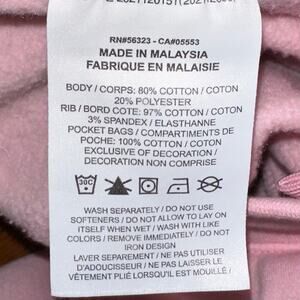 RN#56323 - CA#05553
MADE IN MALAYSIA
FABRIQUE EN MALAISIE
BODY / CORPS: 80% COTTON / COTON
20% POLYESTER
RIB / BORD COTE: 97% COTTON / COTON
3% SPANDEX / ELASTHANNE
POCKET BAGS / COMPARTIMENTS DE
POCHE: 100% COTTON / COTON
EXCLUSIVE OF DECORATION /
DECORATION NON COMPRISE
30C
WASH SEPARATELY / DO NOT USE
SOFTENERS / DO NOT ALLOW TO LAY ON
ITSELF WHEN WET / WASH WITH LIKE
COLORS / REMOVE IMMEDIATELY / DO NOT
IRON DESIGN
LAVER SEPAREMENT / NE PAS UTILISER
D'ADOUCISSEUR / NE PAS LAISSER LE
VÊTEMENT PLIÉ LORSQU'IL EST MOUILLÉ /